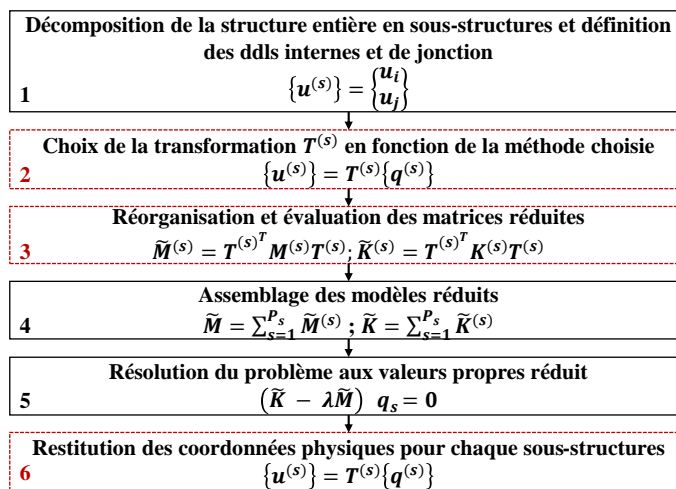 Décomposition de la structure entière en sous-structures et définition
des ddls internes et de jonction
1 {u^(s)} = {u_i u_j}
Choix de la transformation T^(s) en fonction de la méthode choisie
2 {u^(s)} = T^(s){q^(s)}
Réorganisation et évaluation des matrices réduites
3 M̃^(s) = T^(s)^T M^(s)T^(s); K̃^(s) = T^(s)^T K^(s)T^(s)
Assemblage des modèles réduits
4 M̃ = ∑_{s=1}^{P_s} M̃^(s) ; K̃ = ∑_{s=1}^{P_s} K̃^(s)
Résolution du problème aux valeurs propres réduit
5 (K̃ − λM̃) q_s = 0
Restitution des coordonnées physiques pour chaque sous-structures
6 {u^(s)} = T^(s){q^(s)}